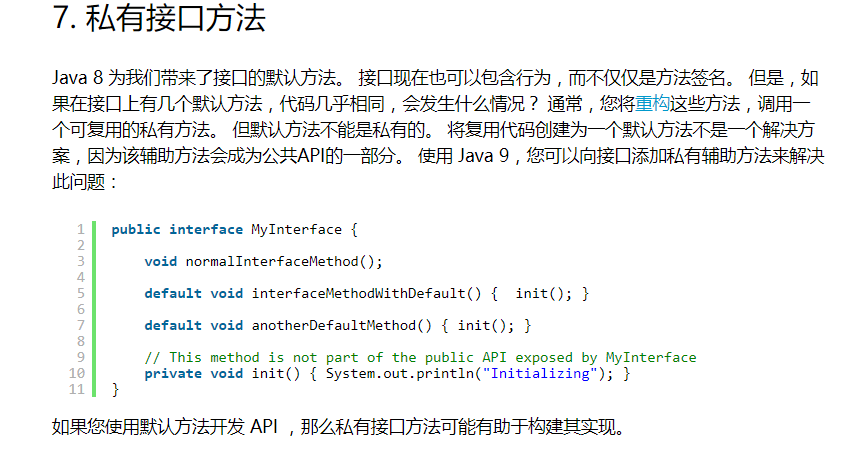 7. 私有接口方法
Java 8 为我们带来了接口的默认方法。 接口现在也可以包含行为，而不仅仅是方法签名。 但是，如
果在接口上有几个默认方法，代码几乎相同，会发生什么情况？ 通常，您将重构这些方法，调用一
个可复用的私有方法。 但默认方法不能是私有的。 将复用代码创建为一个默认方法不是一个解决方
案，因为该辅助方法会成为公共API的一部分。 使用 Java 9，您可以向接口添加私有辅助方法来解决
此问题：
1 public interface MyInterface {
2
3     void normalInterfaceMethod();
4
5     default void interfaceMethodWithDefault() {  init(); }
6
7     default void anotherDefaultMethod() { init(); }
8
9     // This method is not part of the public API exposed by MyInterface
10     private void init() { System.out.println("Initializing"); }
11 }
如果您使用默认方法开发 API ，那么私有接口方法可能有助于构建其实现。